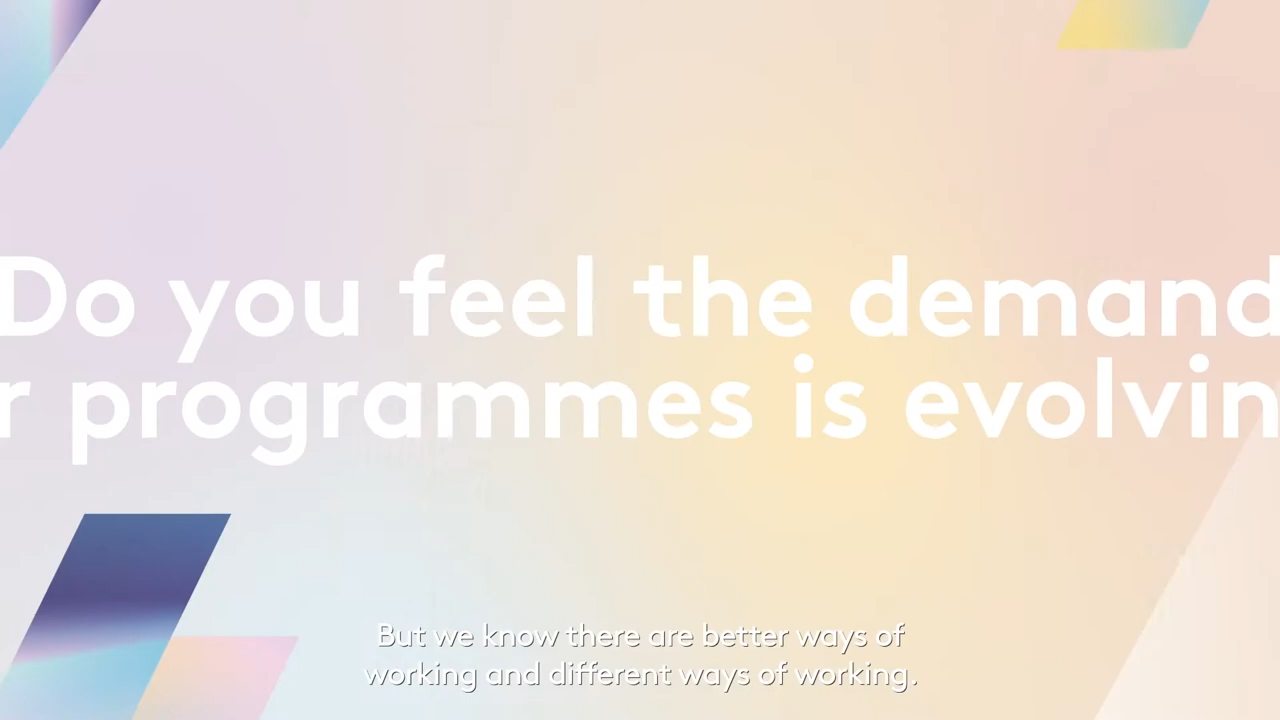 Do you feel the demand
r programmes is evolvin
But we know there are better ways of
working and different ways of working.